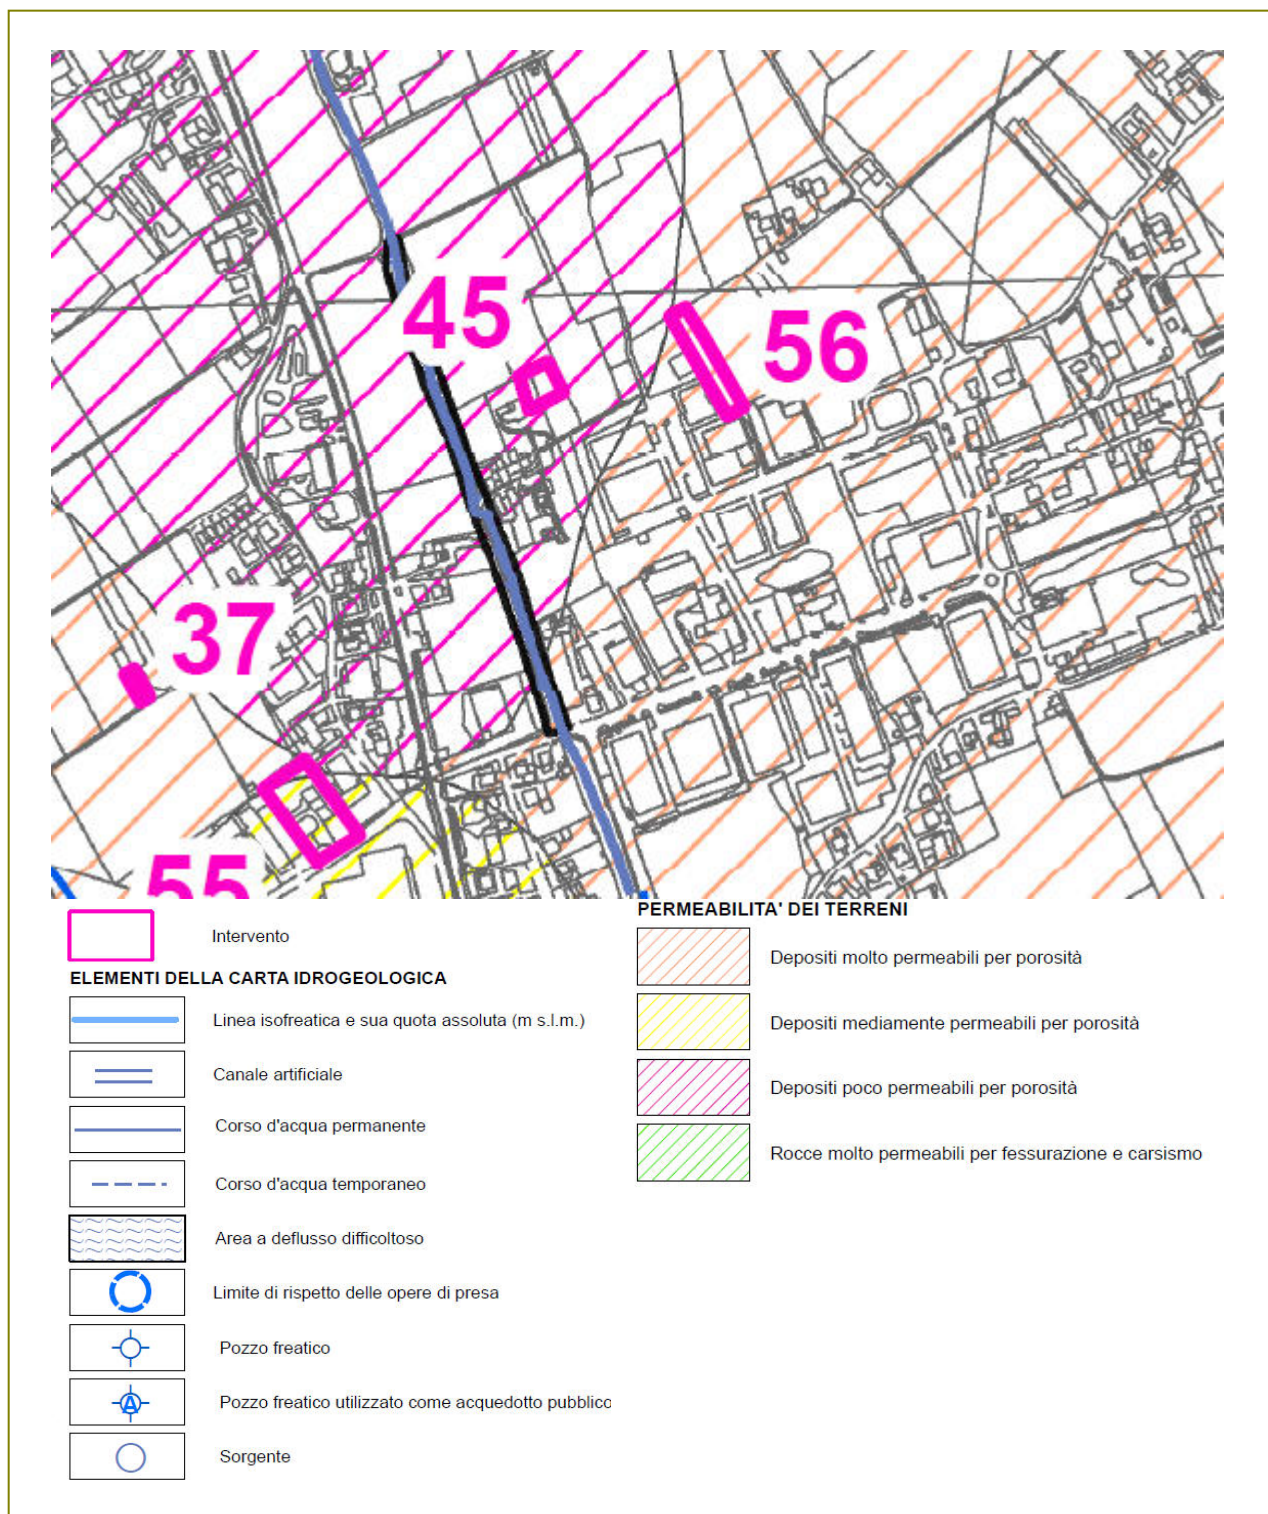 45
56
37
55
Intervento
ELEMENTI DELLA CARTA IDROGEOLOGICA
Linea isofreatica e sua quota assoluta (m s.l.m.)
Canale artificiale
Corso d'acqua permanente
Corso d'acqua temporaneo
Area a deflusso difficoltoso
Limite di rispetto delle opere di presa
Pozzo freatico
A
Pozzo freatico utilizzato come acquedotto pubblico
Sorgente
PERMEABILITA' DEI TERRENI
Depositi molto permeabili per porosità
Depositi mediamente permeabili per porosità
Depositi poco permeabili per porosità
Rocce molto permeabili per fessurazione e carsismo